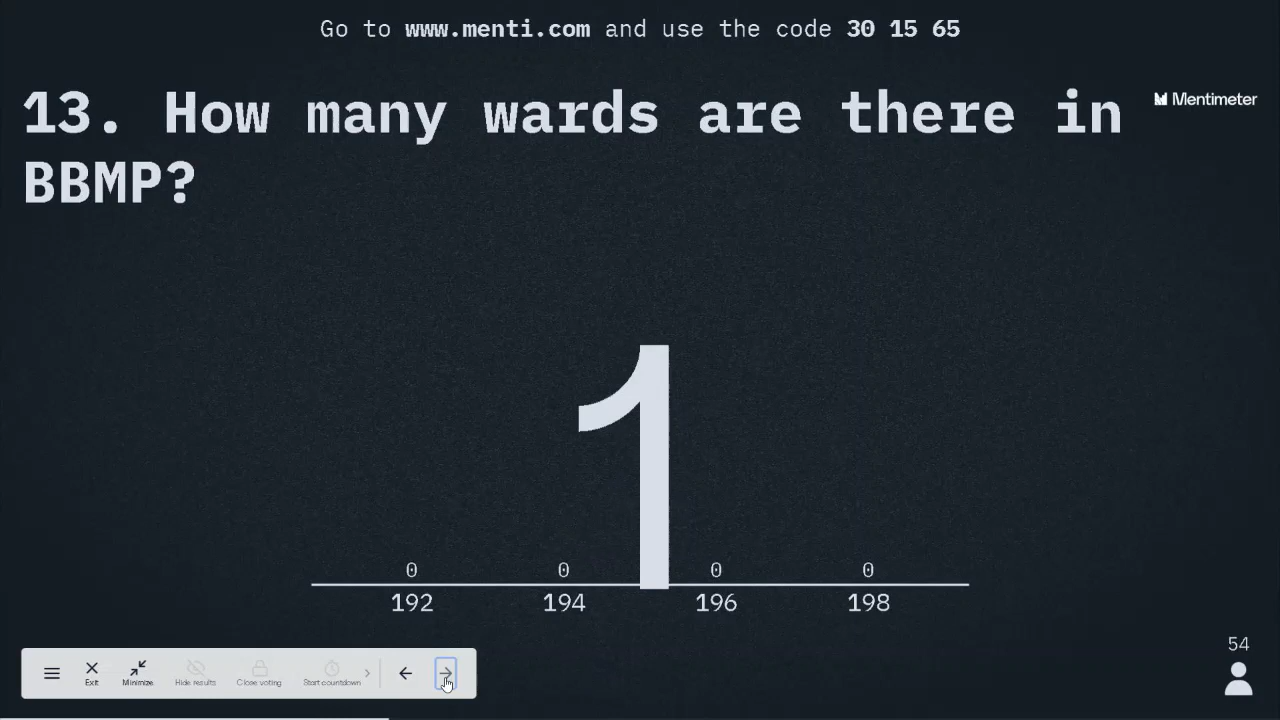 Go to www.menti.com and use the code 30 15 65
13. How many wards are there in
BBMP?
Mentimeter
1
0 0 0 0
192 194 196 198
54
Exit Minimize Hide results Close voting Start countdown